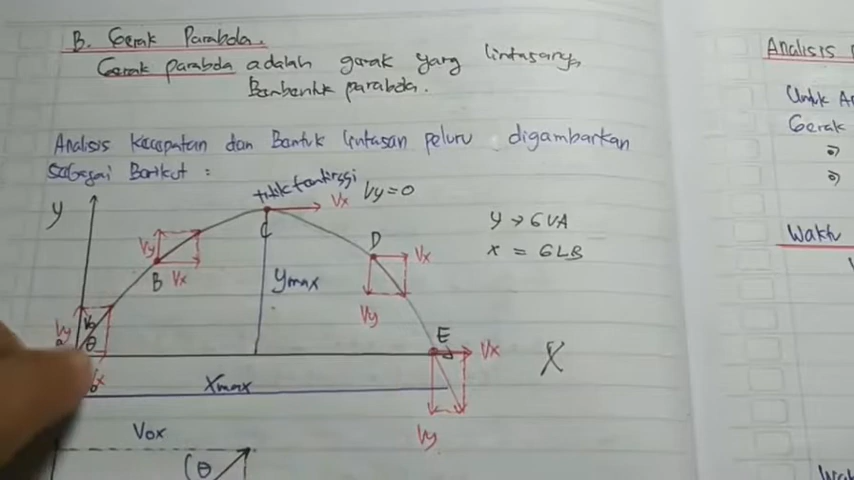 B. Gerak Parabola.
Gerak parabola adalah gerak yang lintasannya
Berbentuk parabola.
Analisis kecepatan dan Bentuk lintasan peluru digambarkan
Sebagai Berikut :
y
titik tertinggi
Vx
Vy=0
C
Vy
Vx
B
Ymax
D
Vx
Vy
y → GVA
x = GLB
Vy
θ
E
Vx
X
Xmax
Vy
Vox
θ
Analisis
Untuk
Gerak
Waktu